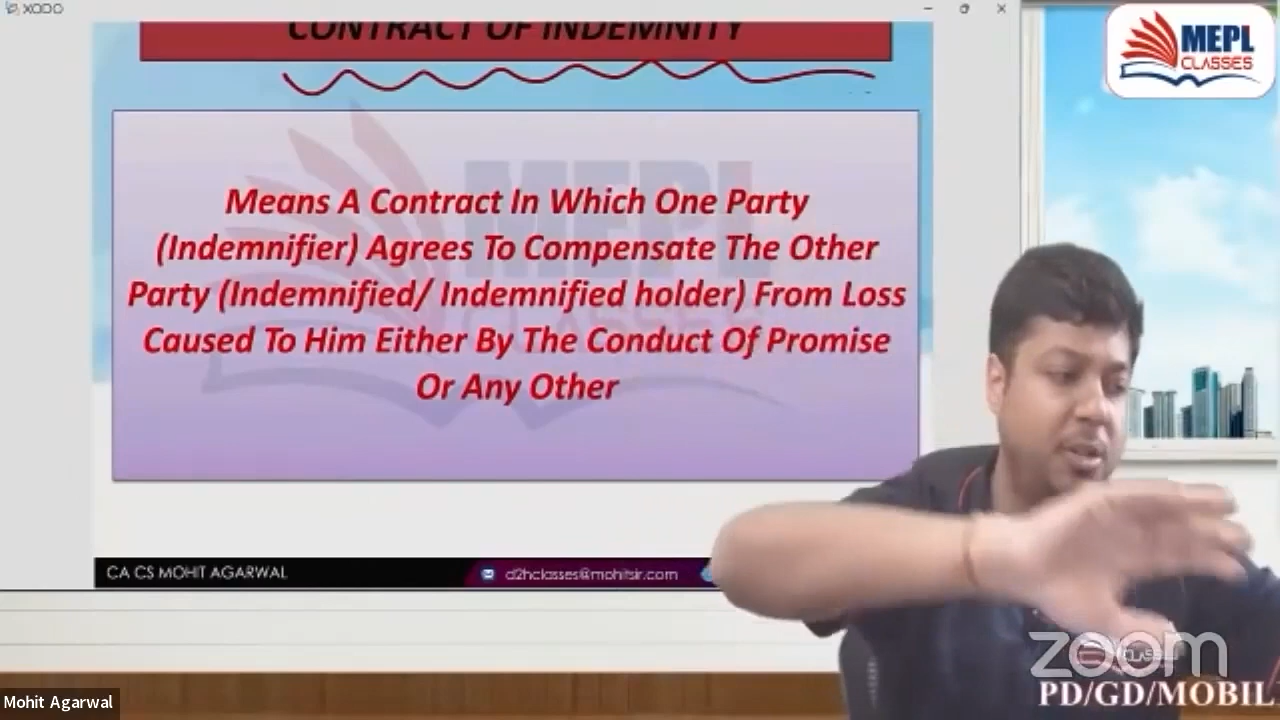 XODO
CONTRACT OF INDEMNITY
MEPL
CLASSES
Means A Contract In Which One Party
(Indemnifier) Agrees To Compensate The Other
Party (Indemnified/ Indemnified holder) From Loss
Caused To Him Either By The Conduct Of Promise
Or Any Other
MEPL
CLASSES
CA CS MOHIT AGARWAL
d2hclasses@mohitsir.com
zoom
PD/GD/MOBIL
Mohit Agarwal